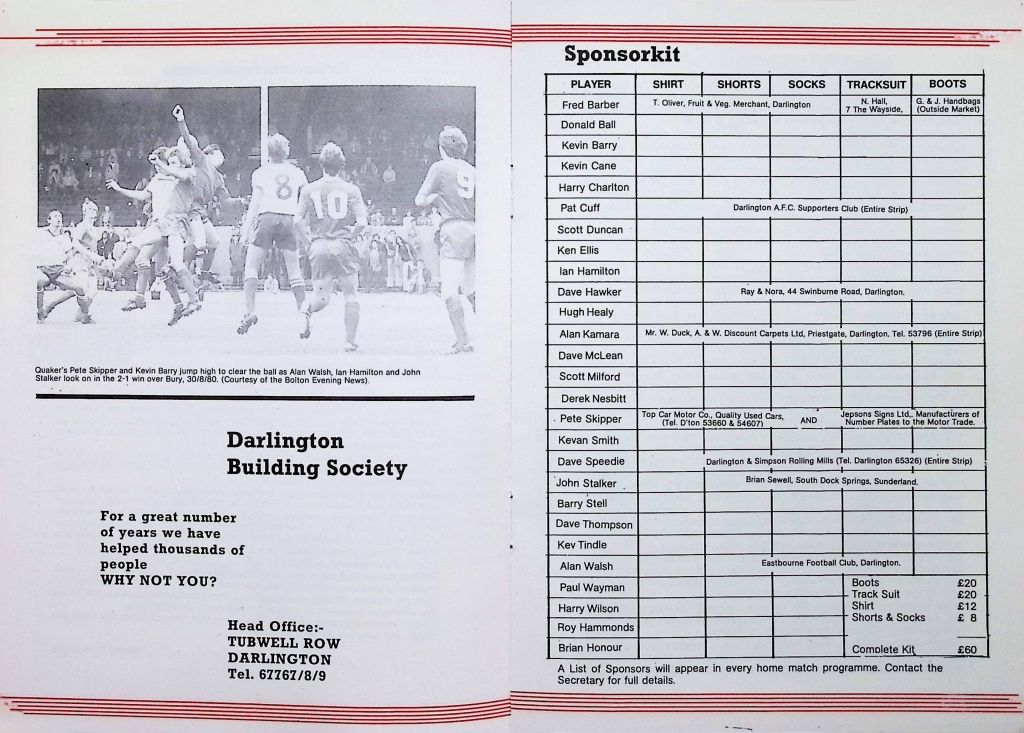 8
10
9
Quaker's Pete Skipper and Kevin Barry jump high to clear the ball as Alan Walsh, Ian Hamilton and John
Stalker look on in the 2-1 win over Bury, 30/8/80. (Courtesy of the Bolton Evening News).
Darlington
Building Society
For a great number
of years we have
helped thousands of
people
WHY NOT YOU?
Head Office:-
TUBWELL ROW
DARLINGTON
Tel. 67767/8/9
Sponsorkit
PLAYER SHIRT SHORTS SOCKS TRACKSUIT BOOTS
Fred Barber T. Oliver, Fruit & Veg. Merchant, Darlington N. Hall, 7 The Wayside, G. & J. Handbags (Outside Market)
Donald Ball
Kevin Barry
Kevin Cane
Harry Charlton
Pat Cuff Darlington A.F.C. Supporters Club (Entire Strip)
Scott Duncan
Ken Ellis
Ian Hamilton
Dave Hawker Ray & Nora, 44 Swinburne Road, Darlington.
Hugh Healy
Alan Kamara Mr. W. Duck, A. & W. Discount Carpets Ltd, Priestgate, Darlington. Tel. 53796 (Entire Strip)
Dave McLean
Scott Milford
Derek Nesbitt
Pete Skipper Top Car Motor Co., Quality Used Cars, (Tel. D'ton 53660 & 54607) AND Jepsons Signs Ltd,. Manufacturers of Number Plates to the Motor Trade.
Kevan Smith
Dave Speedie Darlington & Simpson Rolling Mills (Tel. Darlington 65326) (Entire Strip)
John Stalker Brian Sewell, South Dock Springs, Sunderland.
Barry Stell
Dave Thompson
Kev Tindle
Alan Walsh Eastbourne Football Club, Darlington.
Paul Wayman
Harry Wilson
Roy Hammonds
Brian Honour
Boots £20
Track Suit £20
Shirt £12
Shorts & Socks £ 8
Complete Kit £60
A List of Sponsors will appear in every home match programme. Contact the
Secretary for full details.